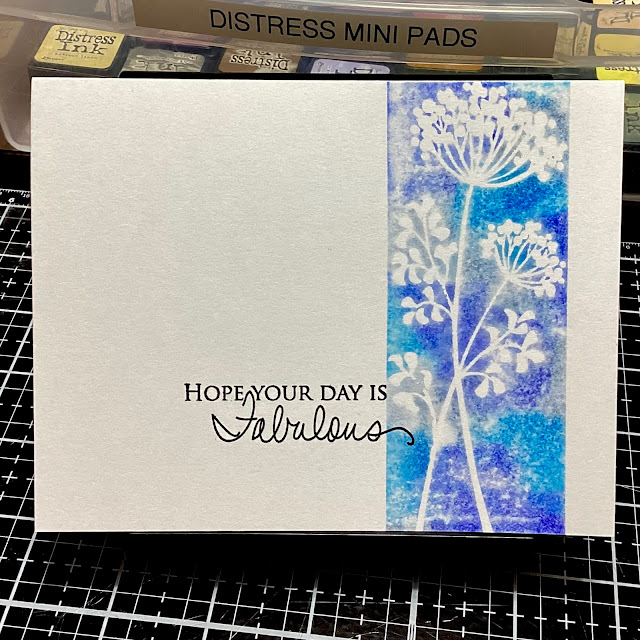 DISTRESS MINI PADS
Distress
Ink
Distress
HOPE YOUR DAY IS
Fabulous